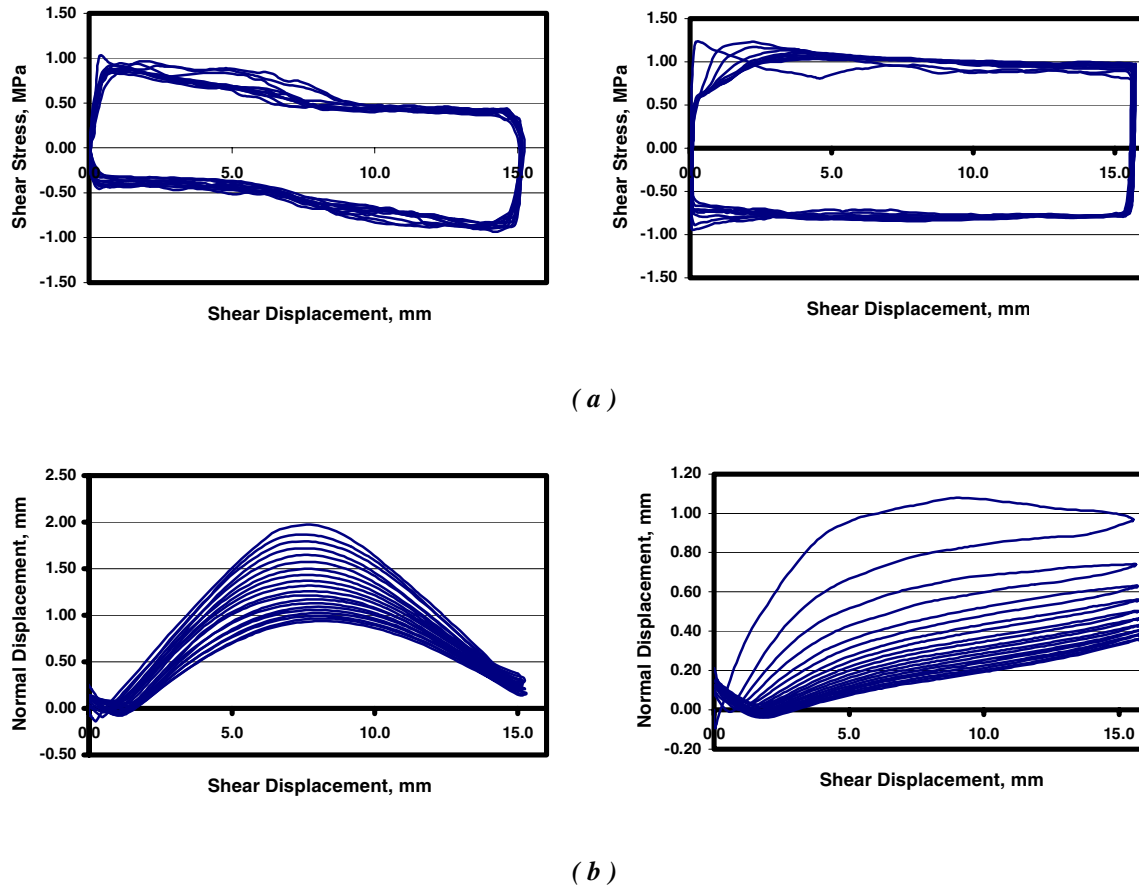 1.50
1.00
0.50
0.00
-0.50
-1.00
-1.50
0.0 5.0 10.0 15.0
Shear Stress, MPa
Shear Displacement, mm
1.50
1.00
0.50
0.00
-0.50
-1.00
-1.50
0.0 5.0 10.0 15.0
Shear Stress, MPa
Shear Displacement, mm
( a )
2.50
2.00
1.50
1.00
0.50
0.00
-0.50
0.0 5.0 10.0 15.0
Normal Displacement, mm
Shear Displacement, mm
1.20
1.00
0.80
0.60
0.40
0.20
0.00
-0.20
0.0 5.0 10.0 15.0
Normal Displacement, mm
Shear Displacement, mm
( b )